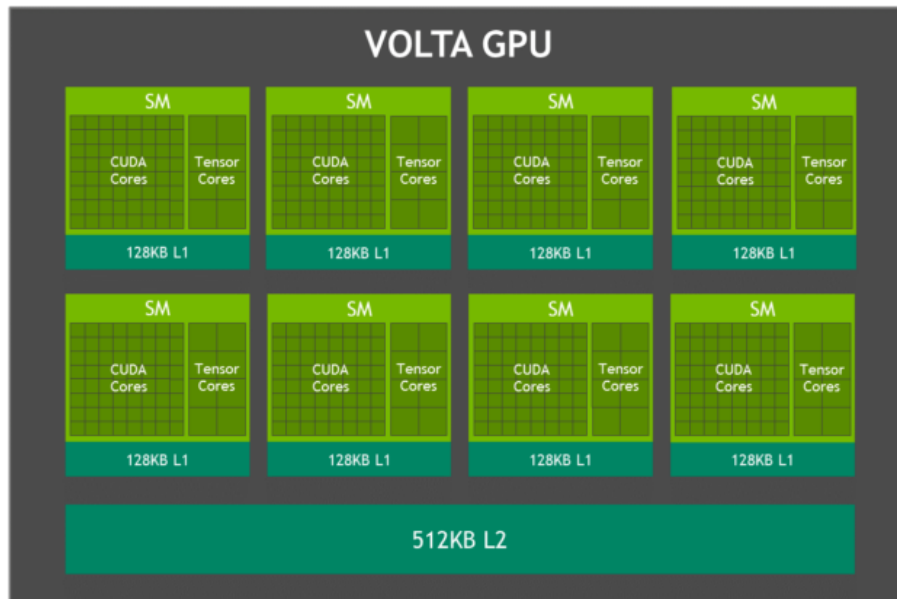 VOLTA GPU
SM
CUDA
Cores
Tensor
Cores
128KB L1
SM
CUDA
Cores
Tensor
Cores
128KB L1
SM
CUDA
Cores
Tensor
Cores
128KB L1
SM
CUDA
Cores
Tensor
Cores
128KB L1
SM
CUDA
Cores
Tensor
Cores
128KB L1
SM
CUDA
Cores
Tensor
Cores
128KB L1
SM
CUDA
Cores
Tensor
Cores
128KB L1
SM
CUDA
Cores
Tensor
Cores
128KB L1
512KB L2